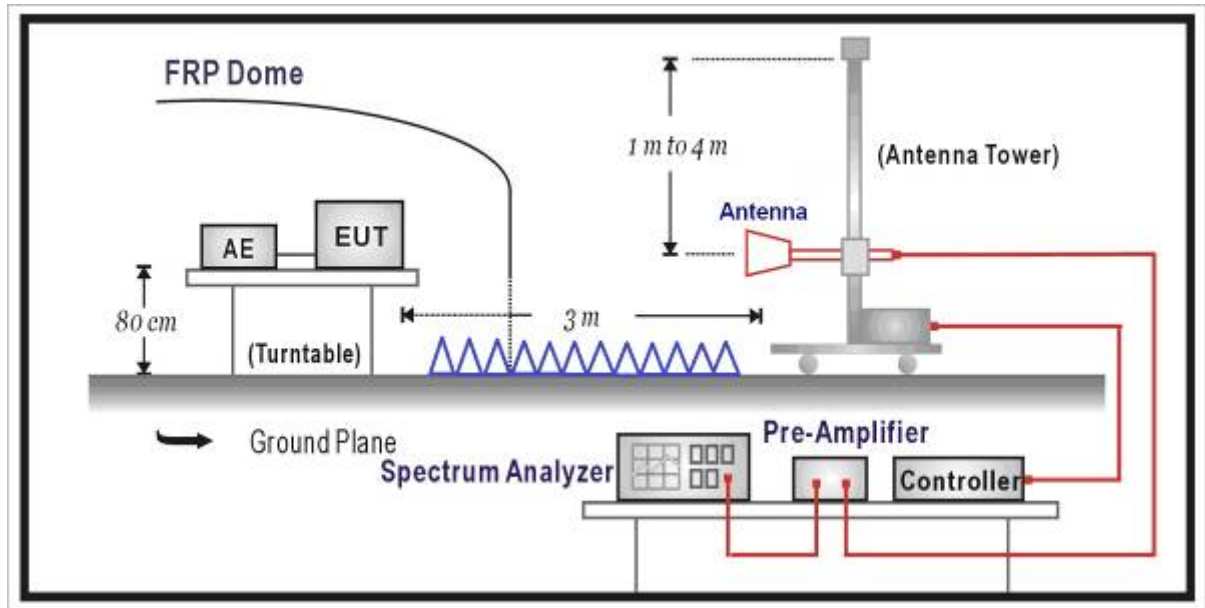 FRP Dome
1 m to 4 m
(Antenna Tower)
Antenna
AE
EUT
80 cm
3 m
(Turntable)
Ground Plane
Spectrum Analyzer
Pre-Amplifier
Controller